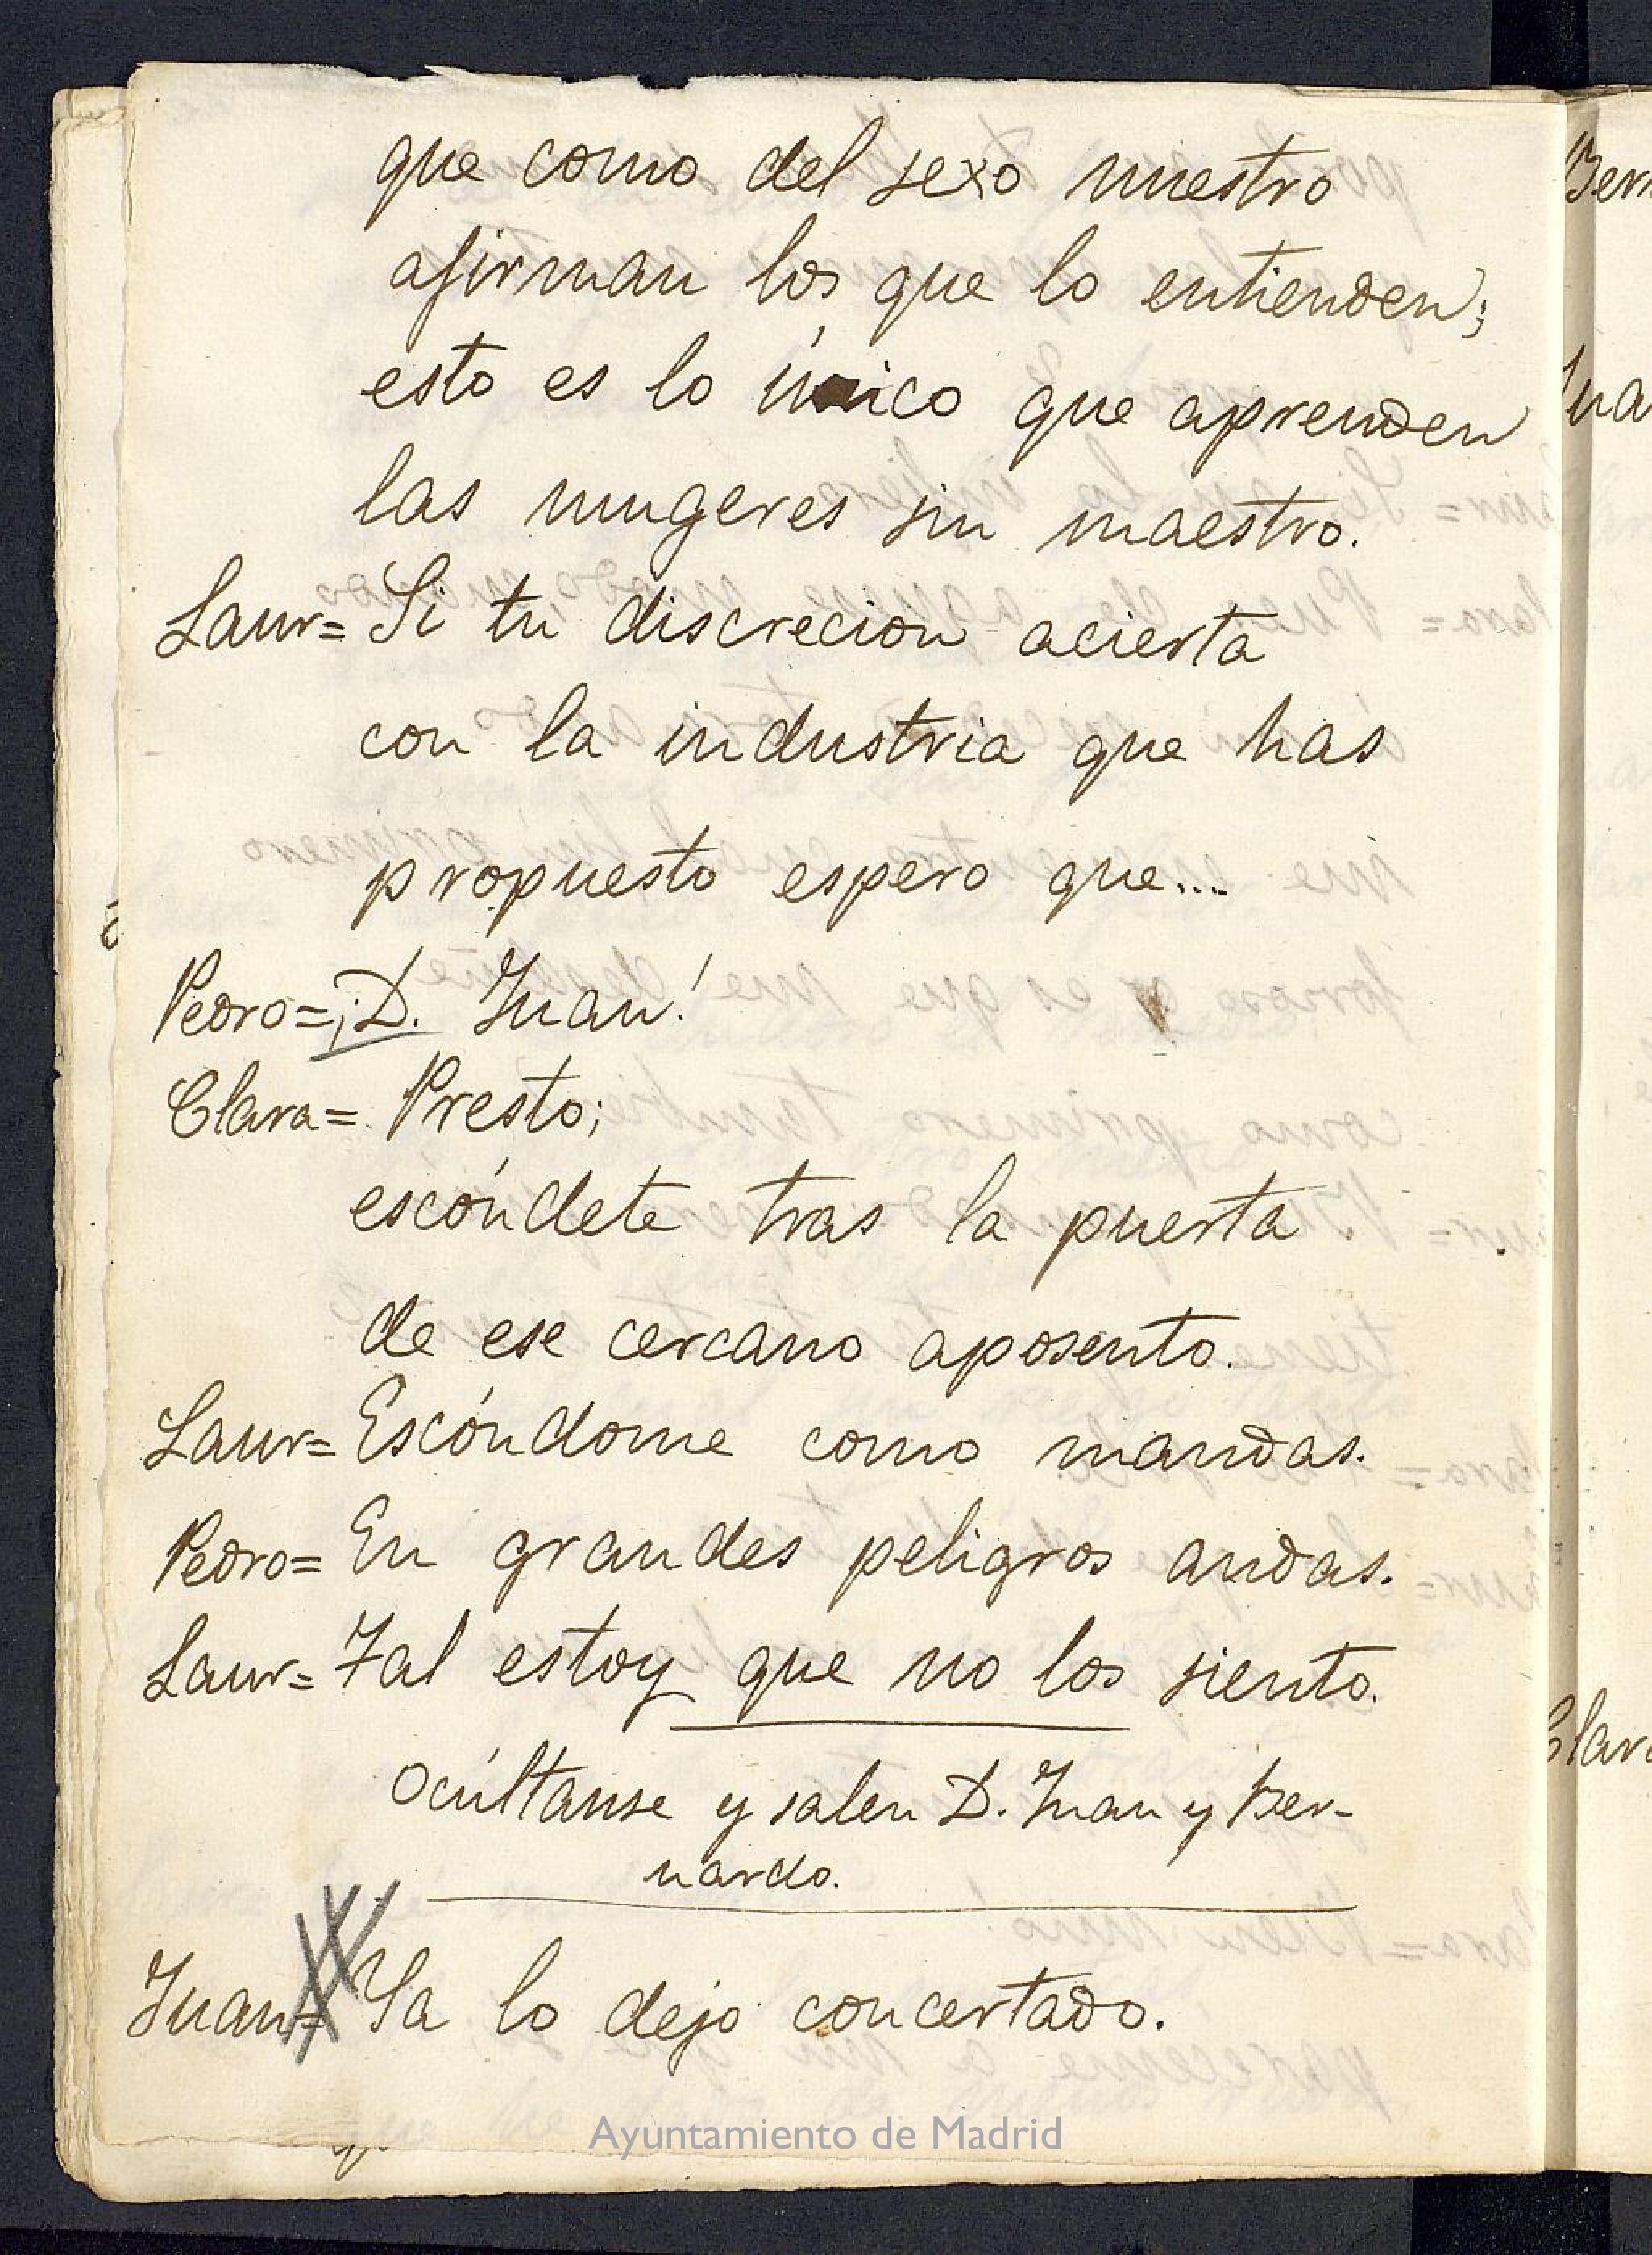 que como del sexo nuestro
afirman los que lo entienden;
esto es lo único que aprenden
las mugeres sin maestro.
Laur= Si tu discrecion acierta
con la industria que has
propuesto espero que....
Pedro= ¡D. Juan!
Clara= Presto;
escóndete tras la puerta
de ese cercano aposento.
Laur= Escóndome como mandas.
Pedro= En grandes peligros andas.
Laur= Tal estoy que no los siento.
Ocúltanse y salen D. Juan y Ber-
nardo.
Juan= Ya lo dejo concertado.
Ayuntamiento de Madrid